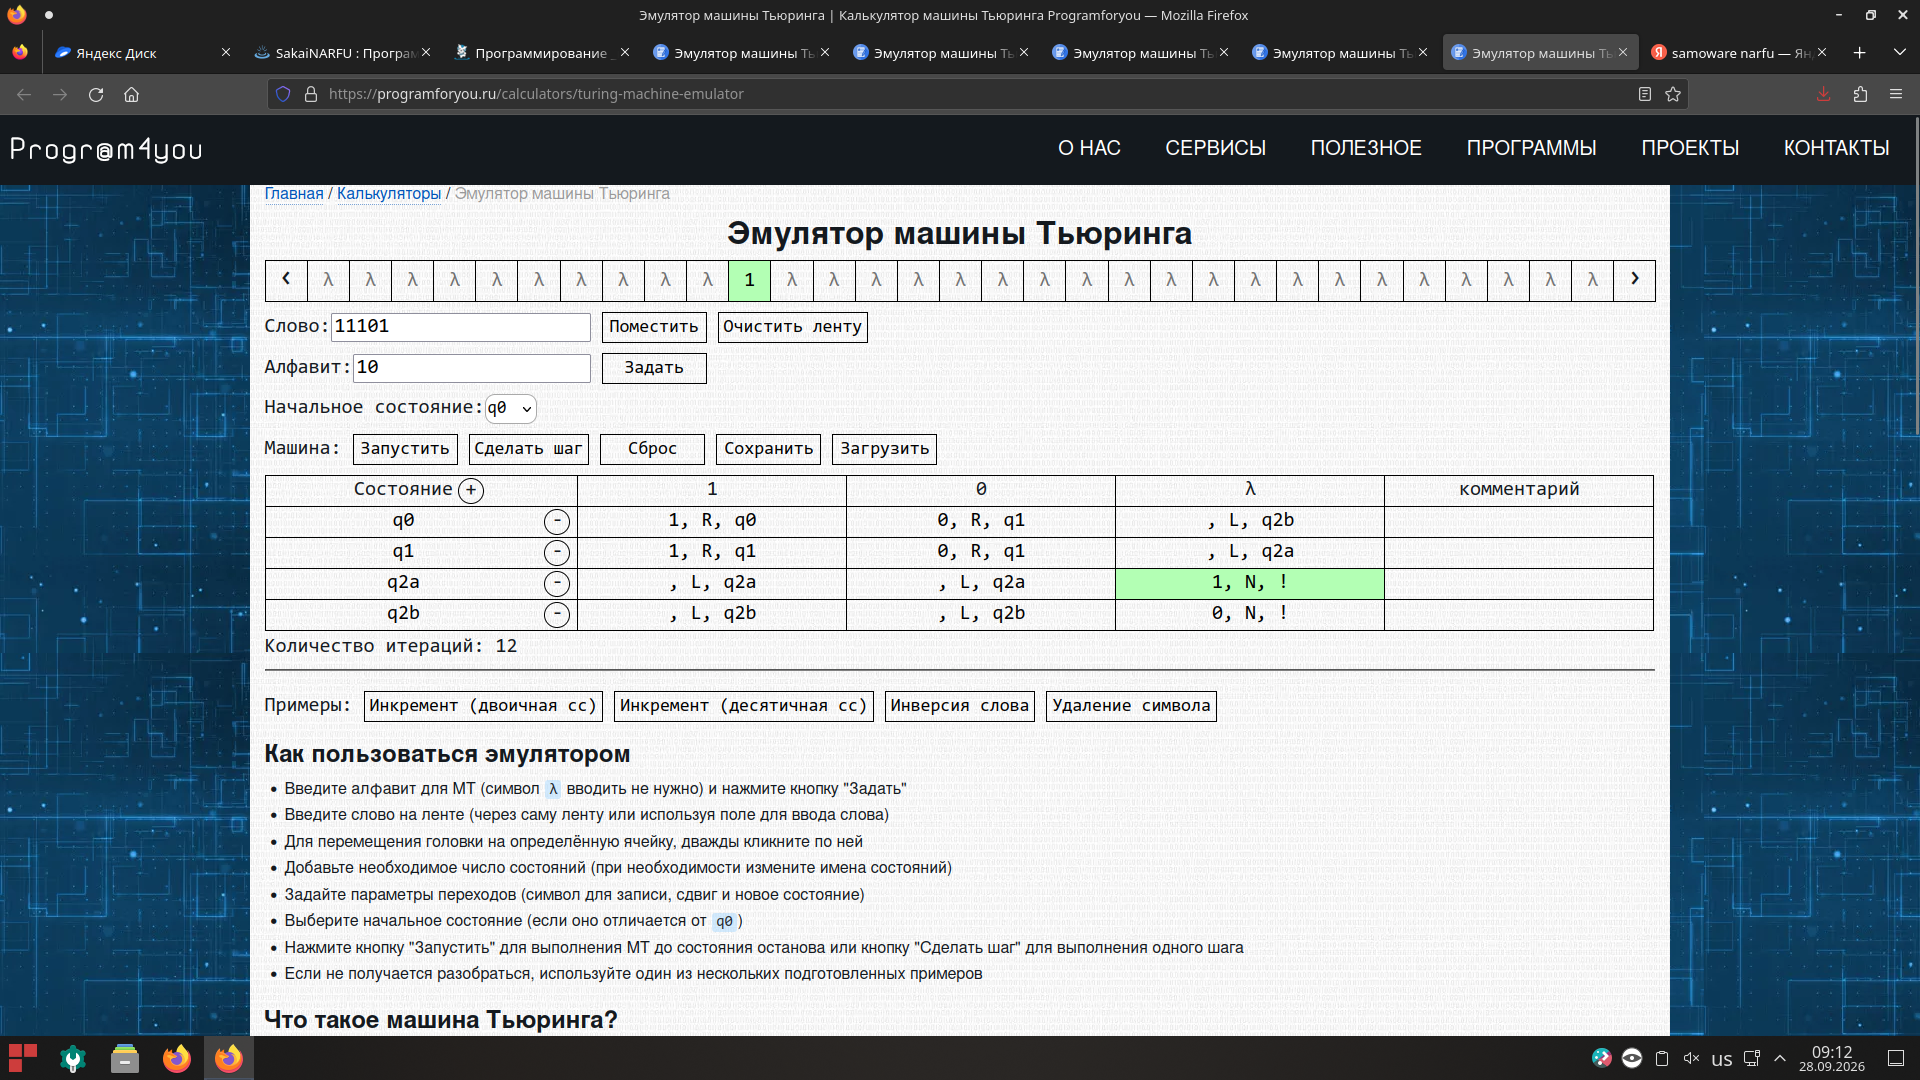 Эмулятор машины Тьюринга | Калькулятор машины Тьюринга Programforyou — Mozilla Firefox
Яндекс Диск
SakaiNARFU : Програм
Программирование _
Эмулятор машины Ть
Эмулятор машины Ть
Эмулятор машины Ть
Эмулятор машины Ть
Эмулятор машины Ть
samoware narfu — Ян
https://programforyou.ru/calculators/turing-machine-emulator
Progr@m4you
О НАС
СЕРВИСЫ
ПОЛЕЗНОЕ
ПРОГРАММЫ
ПРОЕКТЫ
КОНТАКТЫ
Главная / Калькуляторы / Эмулятор машины Тьюринга
Эмулятор машины Тьюринга
‹ λ λ λ λ λ λ λ λ λ λ 1 λ λ λ λ λ λ λ λ λ λ λ λ λ λ λ λ λ λ λ λ ›
Слово: 11101 Поместить Очистить ленту
Алфавит: 10 Задать
Начальное состояние: q0
Машина: Запустить Сделать шаг Сброс Сохранить Загрузить
Состояние + 1 0 λ комментарий
q0 - 1, R, q0 0, R, q1 , L, q2b
q1 - 1, R, q1 0, R, q1 , L, q2a
q2a - , L, q2a , L, q2a 1, N, !
q2b - , L, q2b , L, q2b 0, N, !
Количество итераций: 12
Примеры: Инкремент (двоичная сс) Инкремент (десятичная сс) Инверсия слова Удаление символа
Как пользоваться эмулятором
• Введите алфавит для МТ (символ λ вводить не нужно) и нажмите кнопку "Задать"
• Введите слово на ленте (через саму ленту или используя поле для ввода слова)
• Для перемещения головки на определённую ячейку, дважды кликните по ней
• Добавьте необходимое число состояний (при необходимости измените имена состояний)
• Задайте параметры переходов (символ для записи, сдвиг и новое состояние)
• Выберите начальное состояние (если оно отличается от q0)
• Нажмите кнопку "Запустить" для выполнения МТ до состояния останова или кнопку "Сделать шаг" для выполнения одного шага
• Если не получается разобраться, используйте один из нескольких подготовленных примеров
Что такое машина Тьюринга?
us
09:12
28.09.2026